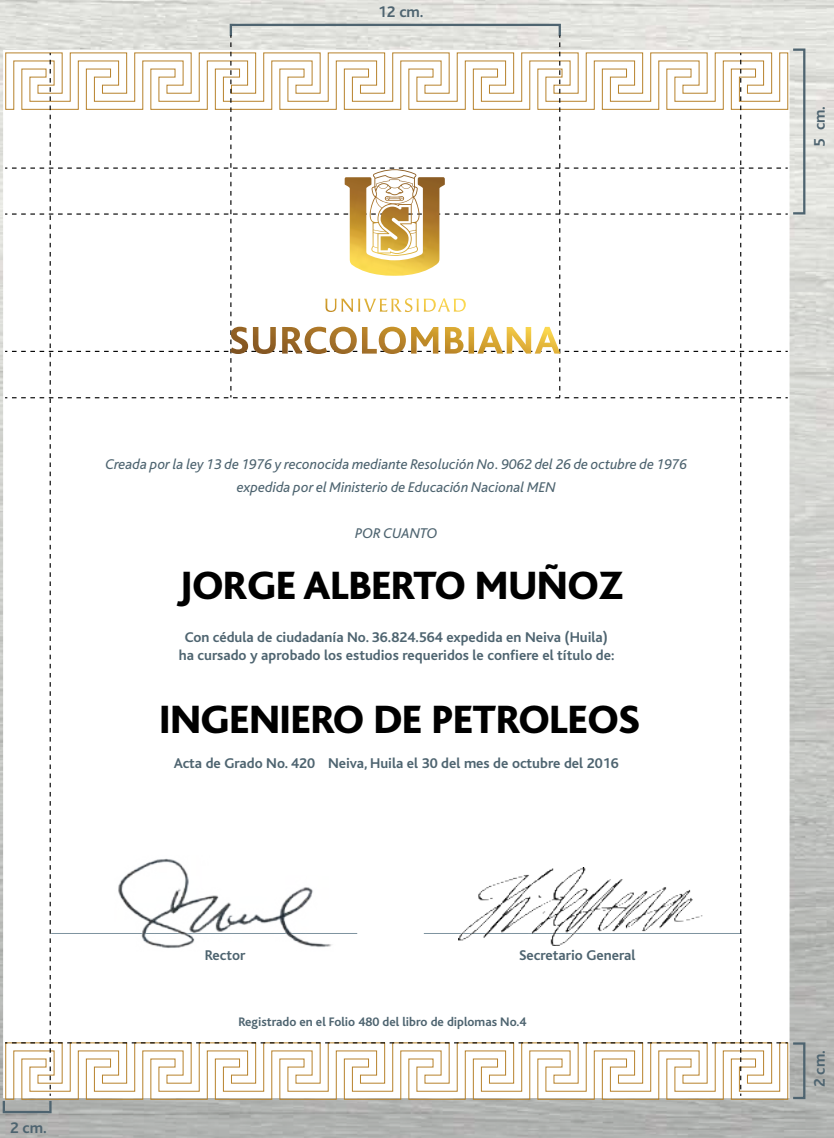 12 cm.
5 cm.
US
UNIVERSIDAD
SURCOLOMBIANA
Creada por la ley 13 de 1976 y reconocida mediante Resolución No. 9062 del 26 de octubre de 1976
expedida por el Ministerio de Educación Nacional MEN
POR CUANTO
JORGE ALBERTO MUÑOZ
Con cédula de ciudadanía No. 36.824.564 expedida en Neiva (Huila)
ha cursado y aprobado los estudios requeridos le confiere el título de:
INGENIERO DE PETROLEOS
Acta de Grado No. 420 Neiva, Huila el 30 del mes de octubre del 2016
Rector
Secretario General
Registrado en el Folio 480 del libro de diplomas No.4
2 cm.
2 cm.